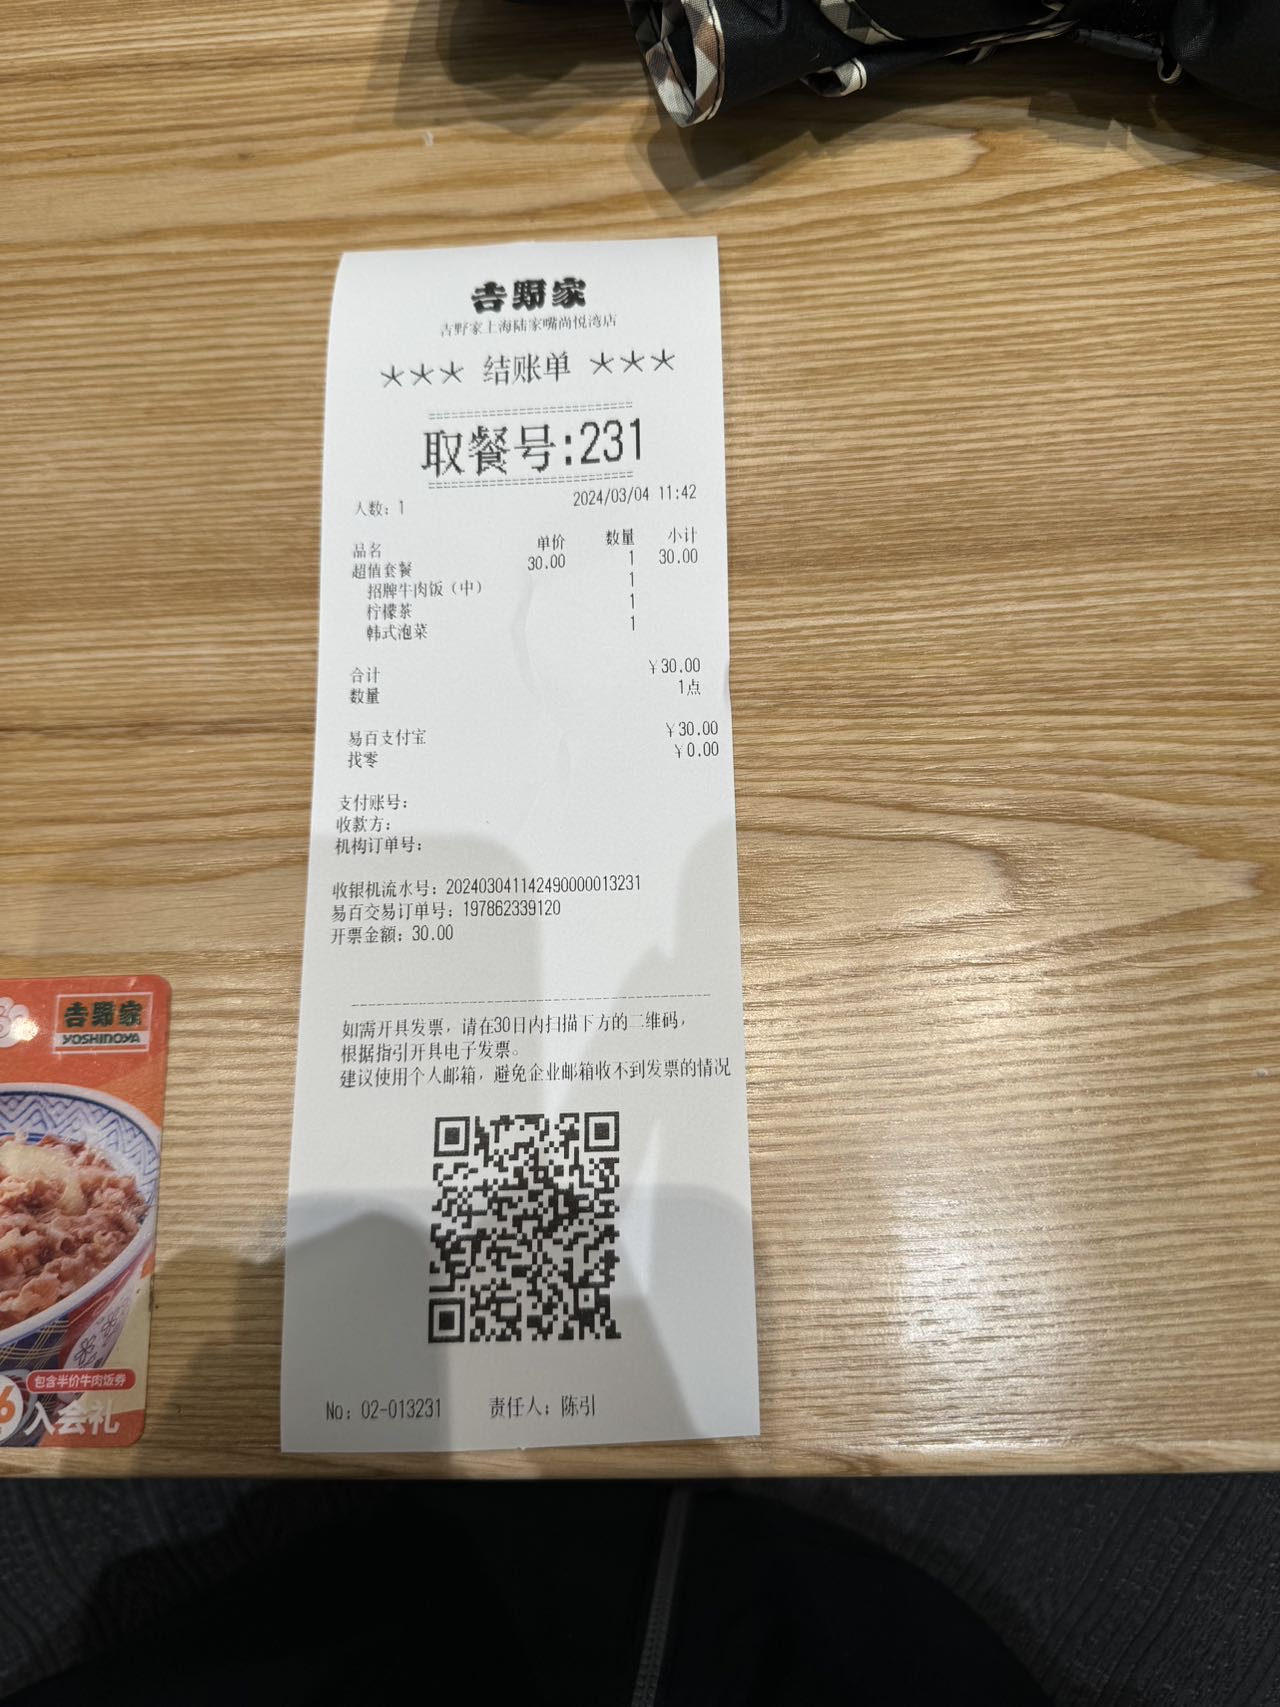 吉野家
吉野家上海陆家嘴尚悦湾店
*** 结账单 ***
取餐号:231
人数: 1 2024/03/04 11:42
品名 单价 数量 小计
超值套餐 30.00 1 30.00
招牌牛肉饭（中） 1
柠檬茶 1
韩式泡菜 1
合计 ￥30.00
数量 1点
易百支付宝 ￥30.00
找零 ￥0.00
支付账号:
收款方:
机构订单号:
收银机流水号: 202403041142490000013231
易百交易订单号: 197862339120
开票金额: 30.00
如需开具发票，请在30日内扫描下方的二维码，
根据指引开具电子发票。
建议使用个人邮箱，避免企业邮箱收不到发票的情况
No: 02-013231 责任人: 陈引
吉野家
YOSHINOYA
包含半价牛肉饭券
6
入会礼